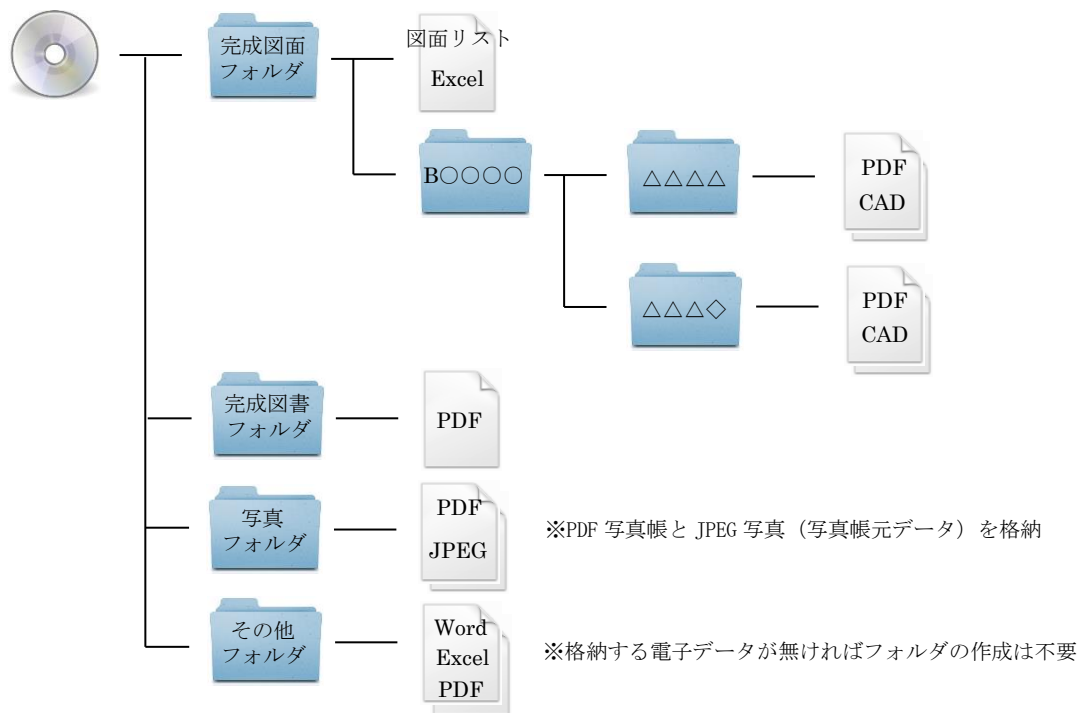 完成図面
フォルダ
図面リスト
Excel
B○○○○
△△△△
PDF
CAD
△△△◇
PDF
CAD
完成図書
フォルダ
PDF
写真
フォルダ
PDF
JPEG
※PDF 写真帳と JPEG 写真（写真帳元データ）を格納
その他
フォルダ
Word
Excel
PDF
※格納する電子データが無ければフォルダの作成は不要